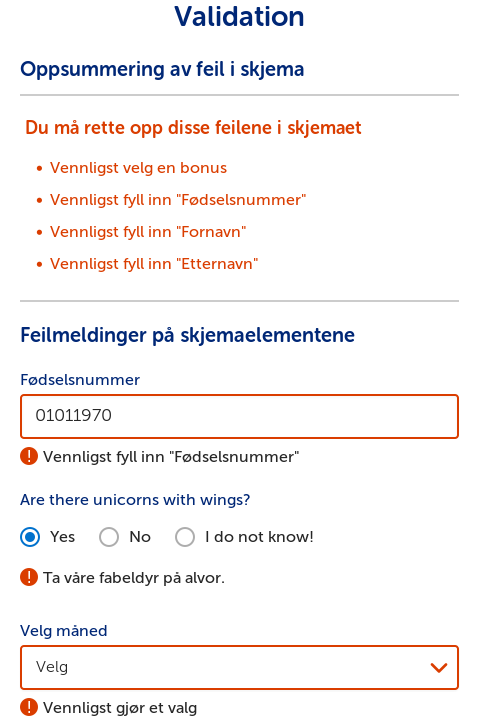 Validation
Oppsummering av feil i skjema
Du må rette opp disse feilene i skjemaet
• Vennligst velg en bonus
• Vennligst fyll inn "Fødselsnummer"
• Vennligst fyll inn "Fornavn"
• Vennligst fyll inn "Etternavn"
Feilmeldinger på skjemaelementene
Fødselsnummer
01011970
Vennligst fyll inn "Fødselsnummer"
Are there unicorns with wings?
Yes No I do not know!
Ta våre fabeldyr på alvor.
Velg måned
Velg
Vennligst gjør et valg